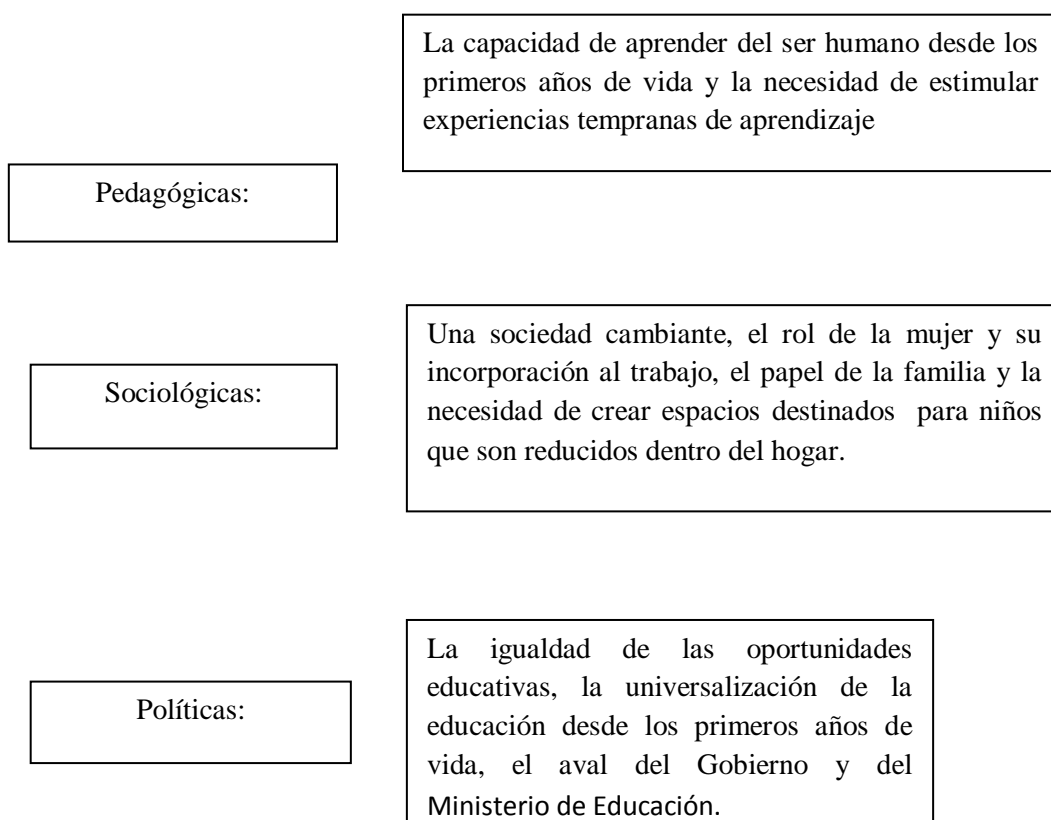 La capacidad de aprender del ser humano desde los
primeros años de vida y la necesidad de estimular
experiencias tempranas de aprendizaje
Pedagógicas:
Una sociedad cambiante, el rol de la mujer y su
incorporación al trabajo, el papel de la familia y la
necesidad de crear espacios destinados para niños
que son reducidos dentro del hogar.
Sociológicas:
La igualdad de las oportunidades
educativas, la universalización de la
educación desde los primeros años de
vida, el aval del Gobierno y del
Ministerio de Educación.
Políticas: